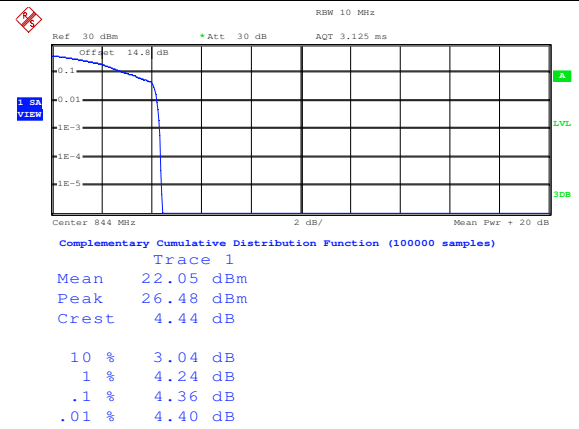 RBW 10 MHz
Ref 30 dBm *Att 30 dB AQT 3.125 ms
Offset 14.8 dB
0.1
A
0.01
1 SA
VIEW
1E-3
LVL
1E-4
1E-5
3DB
Center 844 MHz 2 dB/ Mean Pwr + 20 dB
Complementary Cumulative Distribution Function (100000 samples)
Trace 1
Mean 22.05 dBm
Peak 26.48 dBm
Crest 4.44 dB
10 % 3.04 dB
1 % 4.24 dB
.1 % 4.36 dB
.01 % 4.40 dB